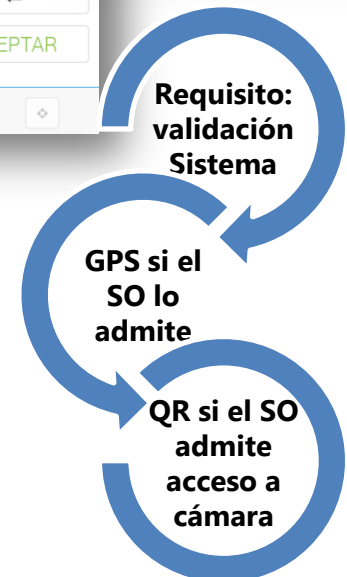 EPTAR
Requisito:
validación
Sistema
GPS si el
SO lo
admite
QR si el SO
admite
acceso a
cámara